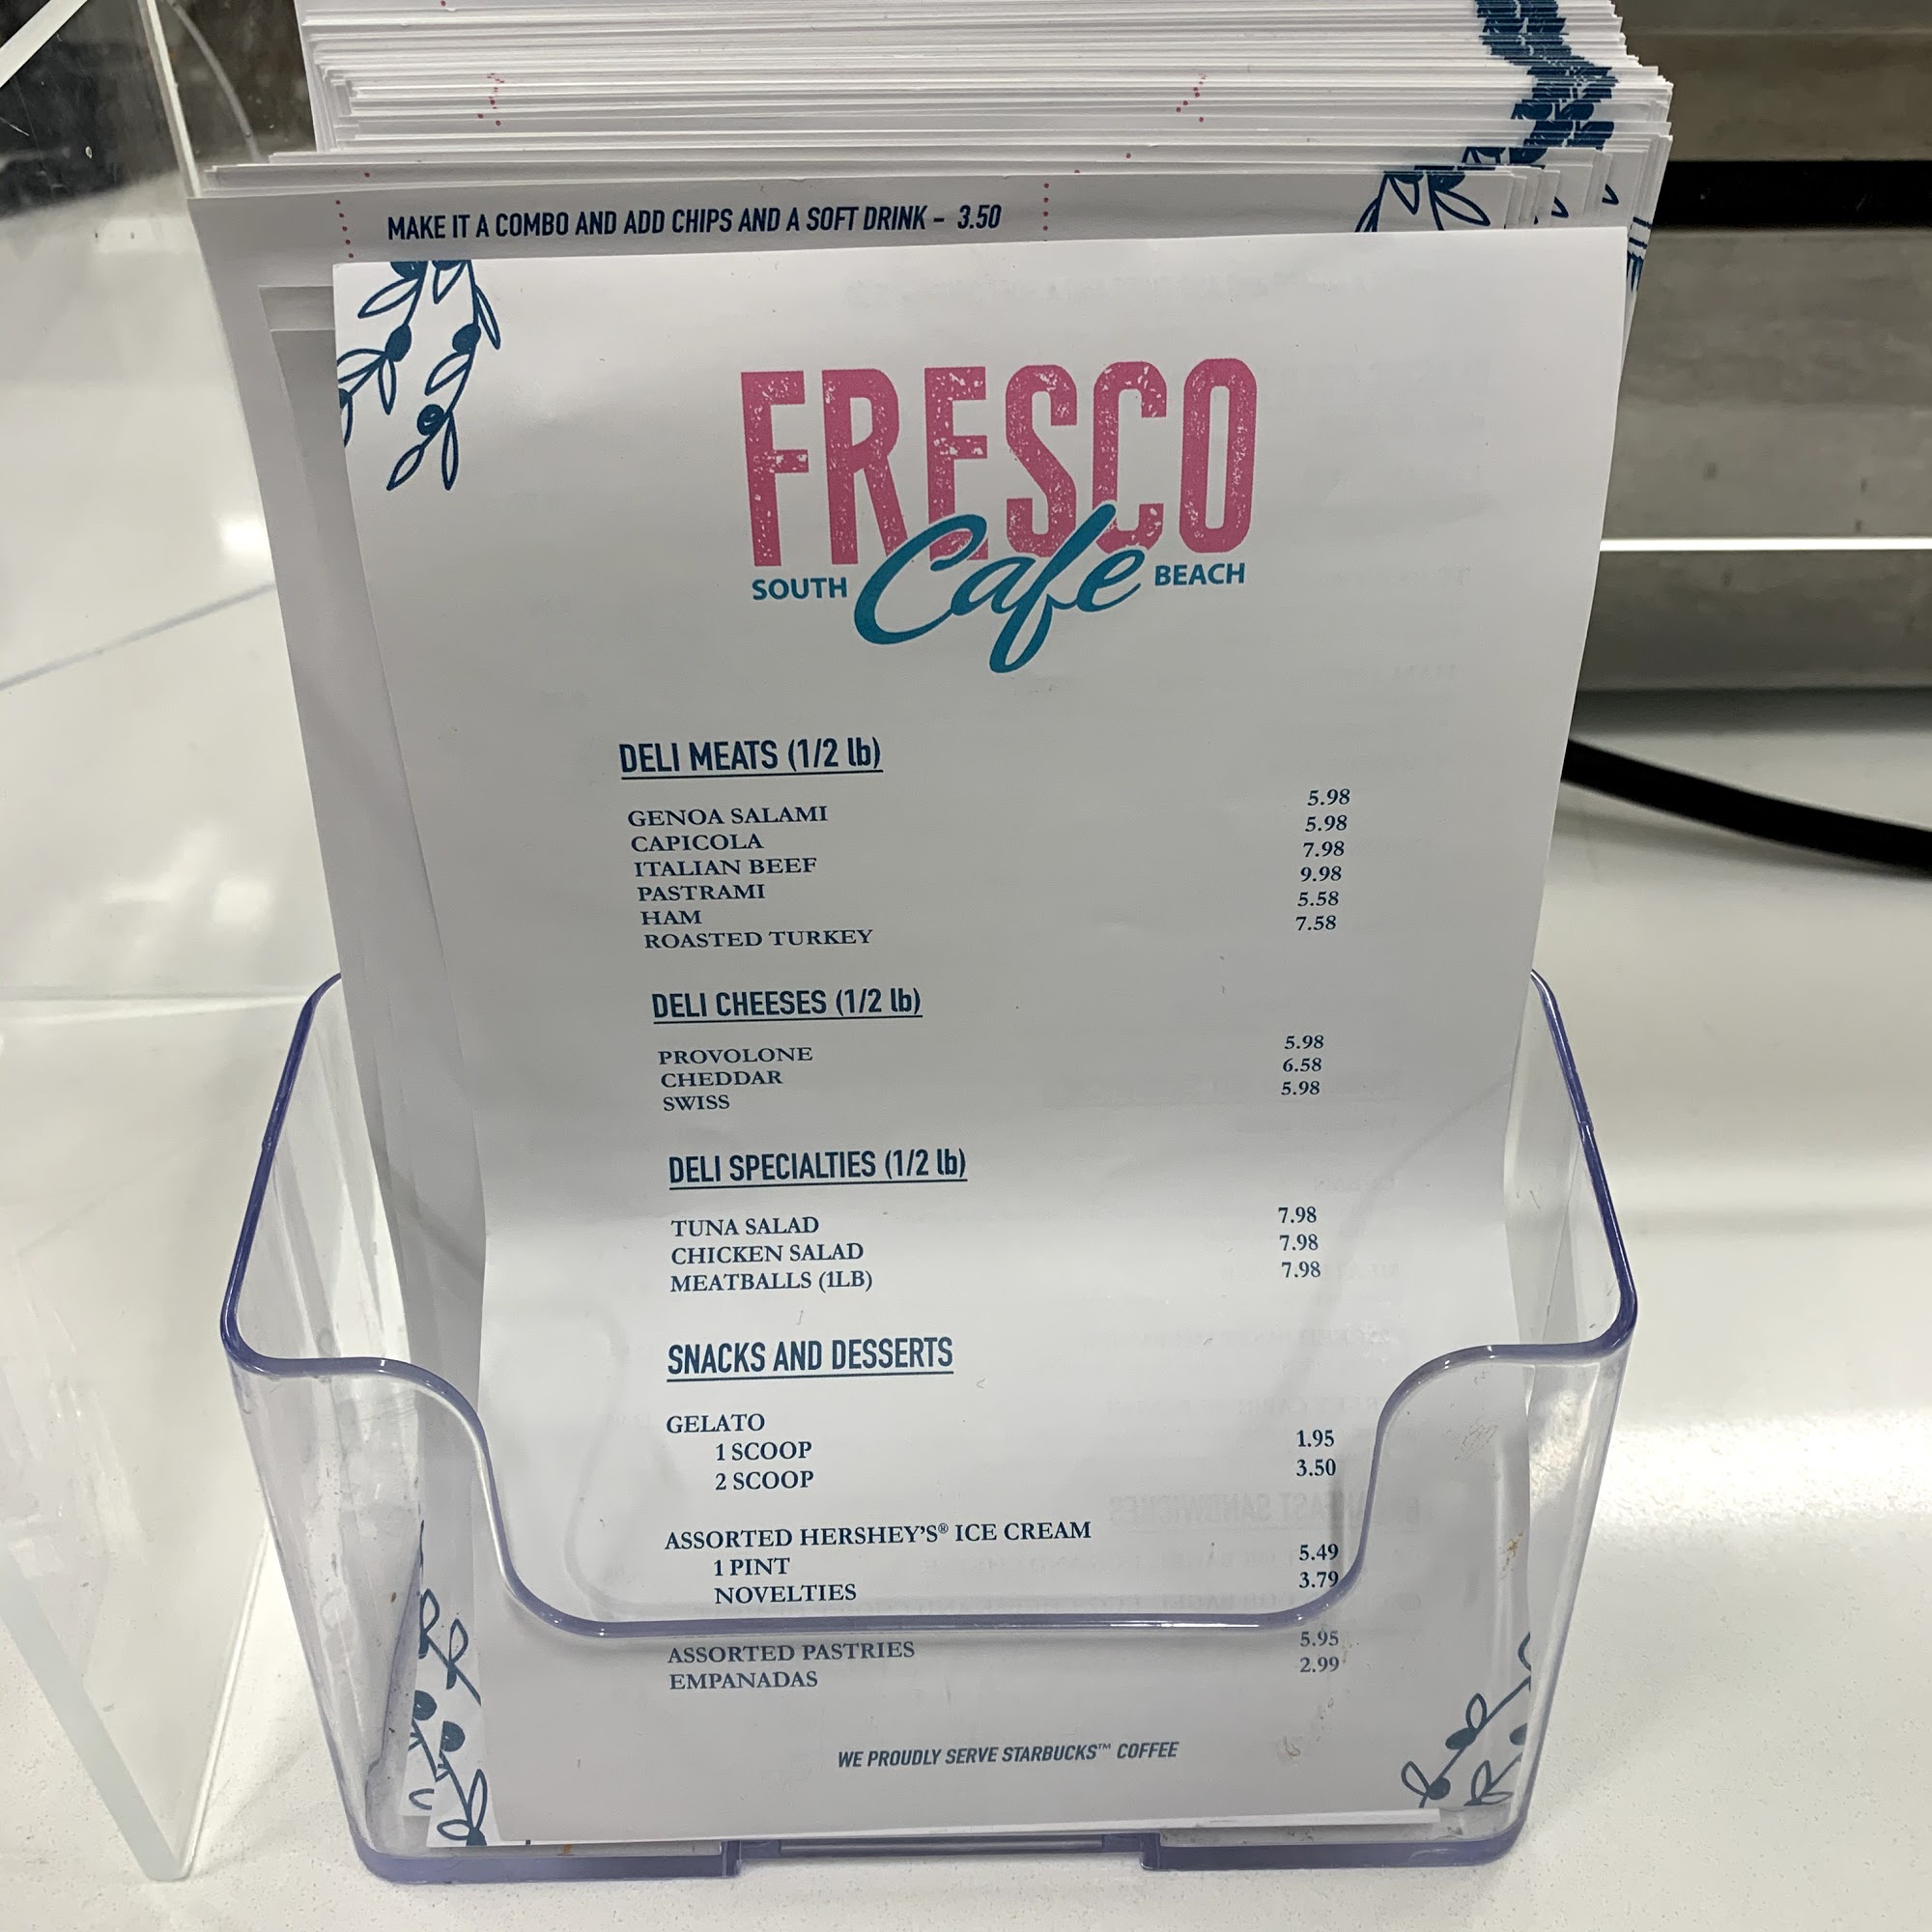 MAKE IT A COMBO AND ADD CHIPS AND A SOFT DRINK - 3.50
FRESCO
SOUTH Cafe BEACH
DELI MEATS (1/2 lb)
GENOA SALAMI 5.98
CAPICOLA 5.98
ITALIAN BEEF 7.98
PASTRAMI 9.98
HAM 5.58
ROASTED TURKEY 7.58
DELI CHEESES (1/2 lb)
PROVOLONE 5.98
CHEDDAR 6.58
SWISS 5.98
DELI SPECIALTIES (1/2 lb)
TUNA SALAD 7.98
CHICKEN SALAD 7.98
MEATBALLS (1LB) 7.98
SNACKS AND DESSERTS
GELATO
1 SCOOP 1.95
2 SCOOP 3.50
ASSORTED HERSHEY'S® ICE CREAM
1 PINT 5.49
NOVELTIES 3.79
ASSORTED PASTRIES 5.95
EMPANADAS 2.99
WE PROUDLY SERVE STARBUCKS™ COFFEE